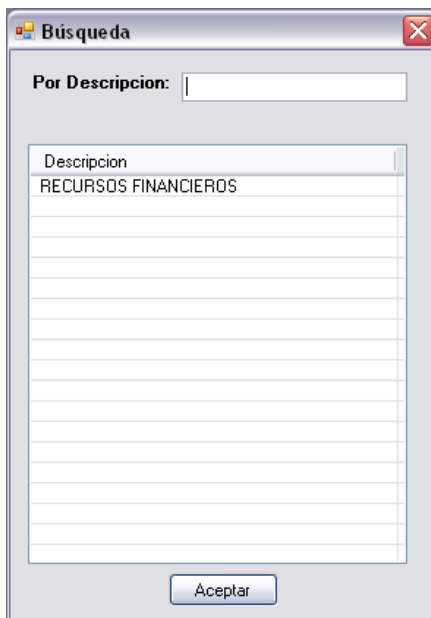 Búsqueda
Por Descripcion:
Descripcion
RECURSOS FINANCIEROS
Aceptar